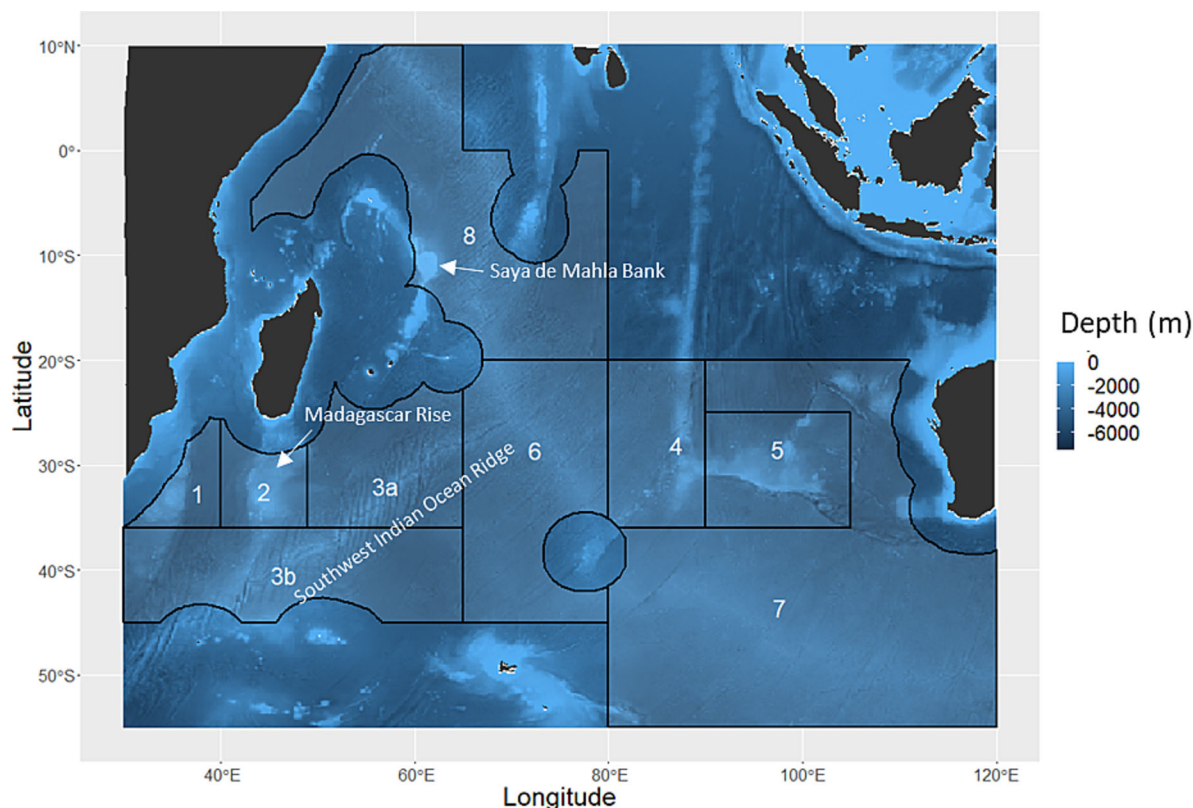 10°N
0°
10°S
20°S
30°S
40°S
50°S
Latitude
8
Saya de Mahla Bank
Madagascar Rise
1
2
3a
6
4
5
Southwest Indian Ocean Ridge
3b
7
40°E
60°E
80°E
100°E
120°E
Longitude
Depth (m)
0
-2000
-4000
-6000